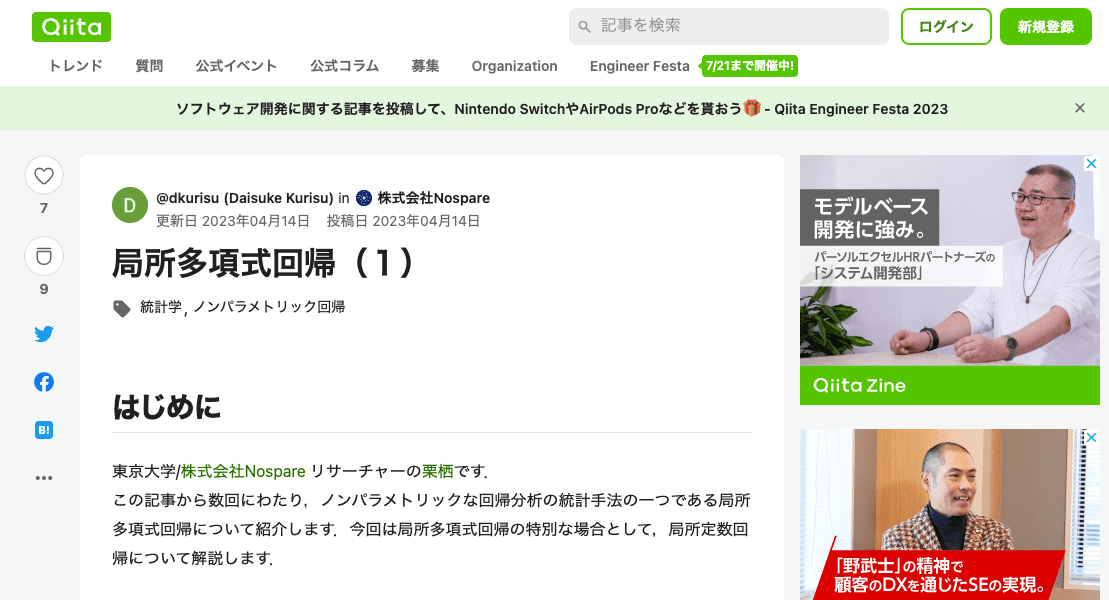 Qiita
記事を検索
ログイン
新規登録
トレンド
質問
公式イベント
公式コラム
募集
Organization
Engineer Festa
7/21まで開催中!
ソフトウェア開発に関する記事を投稿して、Nintendo SwitchやAirPods Proなどを貰おう🎁 - Qiita Engineer Festa 2023
7
9
B!
D
@dkurisu (Daisuke Kurisu) in 株式会社Nospare
更新日 2023年04月14日 投稿日 2023年04月14日
局所多項式回帰（１）
統計学, ノンパラメトリック回帰
はじめに
東京大学/株式会社Nospare リサーチャーの栗栖です．
この記事から数回にわたり，ノンパラメトリックな回帰分析の統計手法の一つである局所
多項式回帰について紹介します．今回は局所多項式回帰の特別な場合として，局所定数回
帰について解説します．
モデルベース
開発に強み。
パーソルエクセルHRパートナーズの
「システム開発部」
Qiita Zine
「野武士」の精神で
顧客のDXを通じたSEの実現。